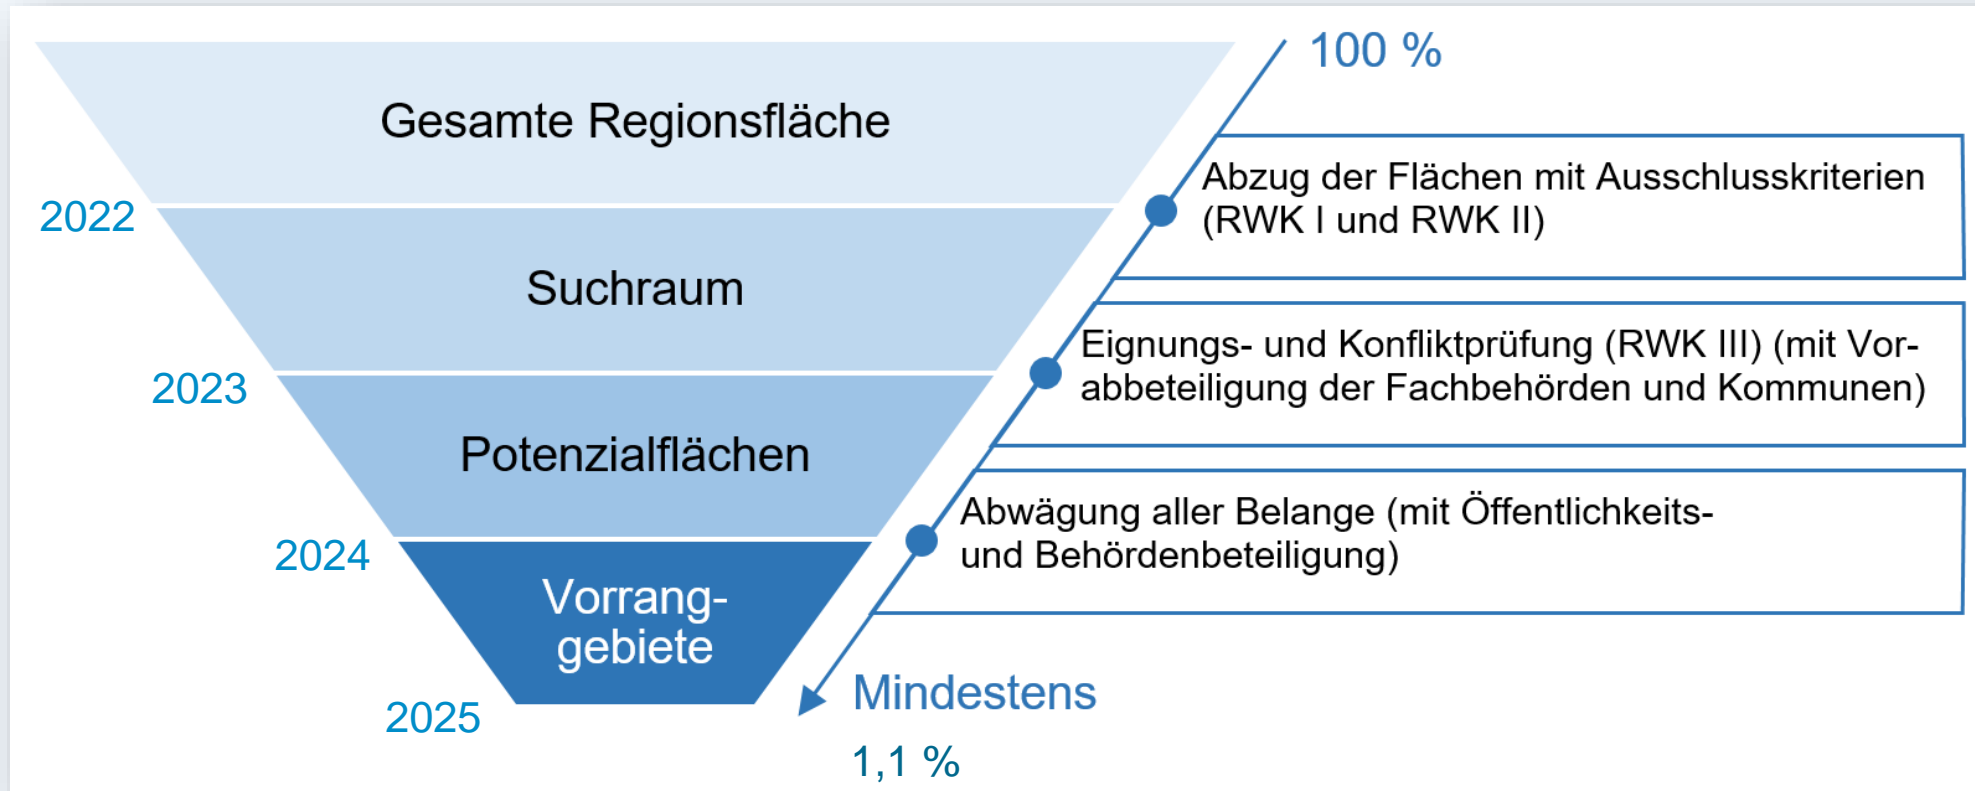 100 %
Gesamte Regionsfläche
Abzug der Flächen mit Ausschlusskriterien
(RWK I und RWK II)
2022
Suchraum
Eignungs- und Konfliktprüfung (RWK III) (mit Vor-
abbeteiligung der Fachbehörden und Kommunen)
2023
Potenzialflächen
Abwägung aller Belange (mit Öffentlichkeits-
und Behördenbeteiligung)
2024
Vorrang-
gebiete
2025
Mindestens
1,1 %